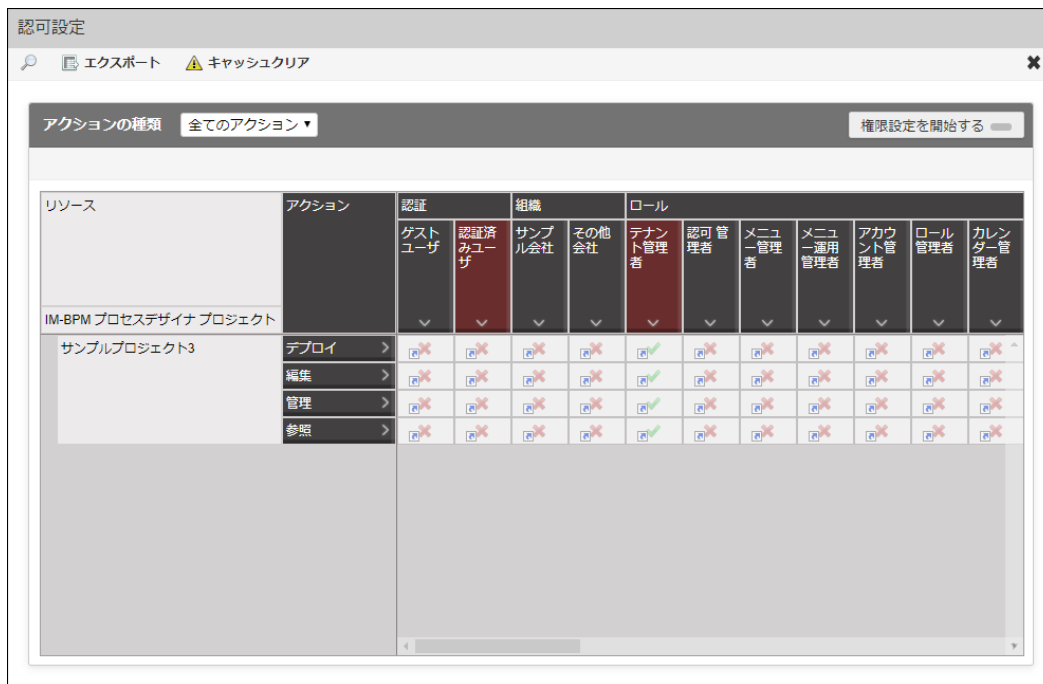 認可設定
エクスポート キャッシュクリア
アクションの種類 全てのアクション 権限設定を開始する
リソース アクション 認証 組織 ロール
ゲスト
ユーザ
認証済
みユー
ザ
サンプ
ル会社
その他
会社
テナン
ト管理
者
認可 管
理者
メニュ
ー管理
者
メニュ
ー運用
管理者
アカウ
ント管
理者
ロール
管理者
カレン
ダー管
理者
IM-BPM プロセスデザイナ プロジェクト
サンプルプロジェクト3 デプロイ
編集
管理
参照